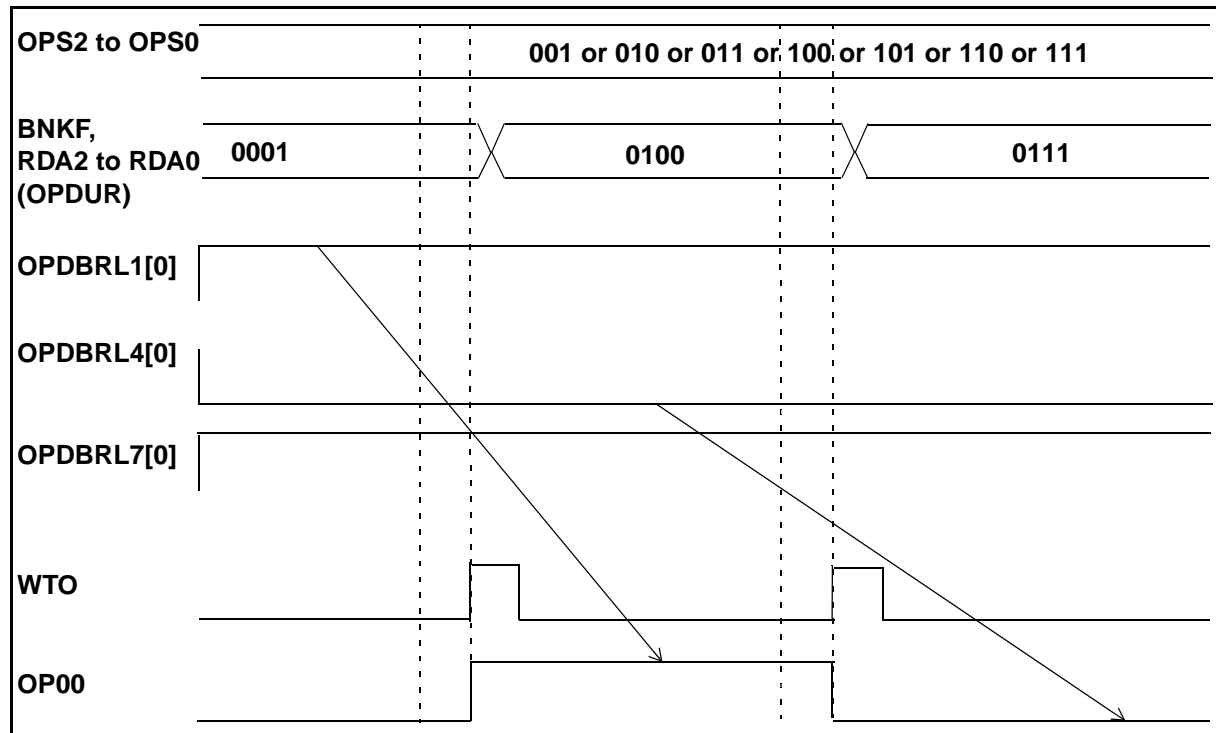 OPS2 to OPS0
001 or 010 or 011 or 100 or 101 or 110 or 111
BNKF,
RDA2 to RDA0
(OPDUR)
0001
0100
0111
OPDBRL1[0]
OPDBRL4[0]
OPDBRL7[0]
WTO
OP00